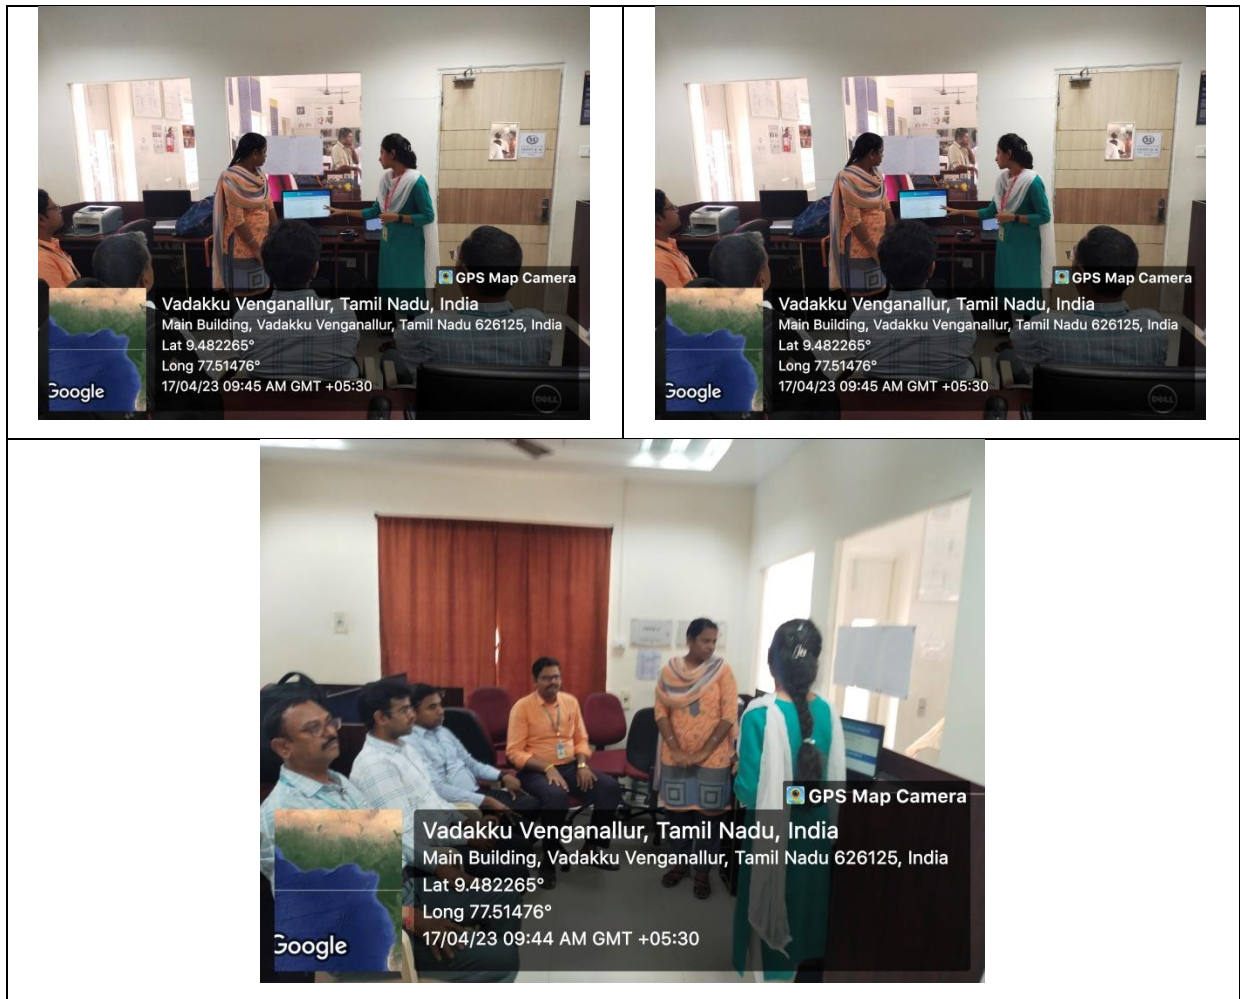 GPS Map Camera
Vadakku Venganallur, Tamil Nadu, India
Main Building, Vadakku Venganallur, Tamil Nadu 626125, India
Lat 9.482265°
Long 77.51476°
17/04/23 09:45 AM GMT +05:30
Google
DELL
GPS Map Camera
Vadakku Venganallur, Tamil Nadu, India
Main Building, Vadakku Venganallur, Tamil Nadu 626125, India
Lat 9.482265°
Long 77.51476°
17/04/23 09:45 AM GMT +05:30
Google
DELL
GPS Map Camera
Vadakku Venganallur, Tamil Nadu, India
Main Building, Vadakku Venganallur, Tamil Nadu 626125, India
Lat 9.482265°
Long 77.51476°
17/04/23 09:44 AM GMT +05:30
Google